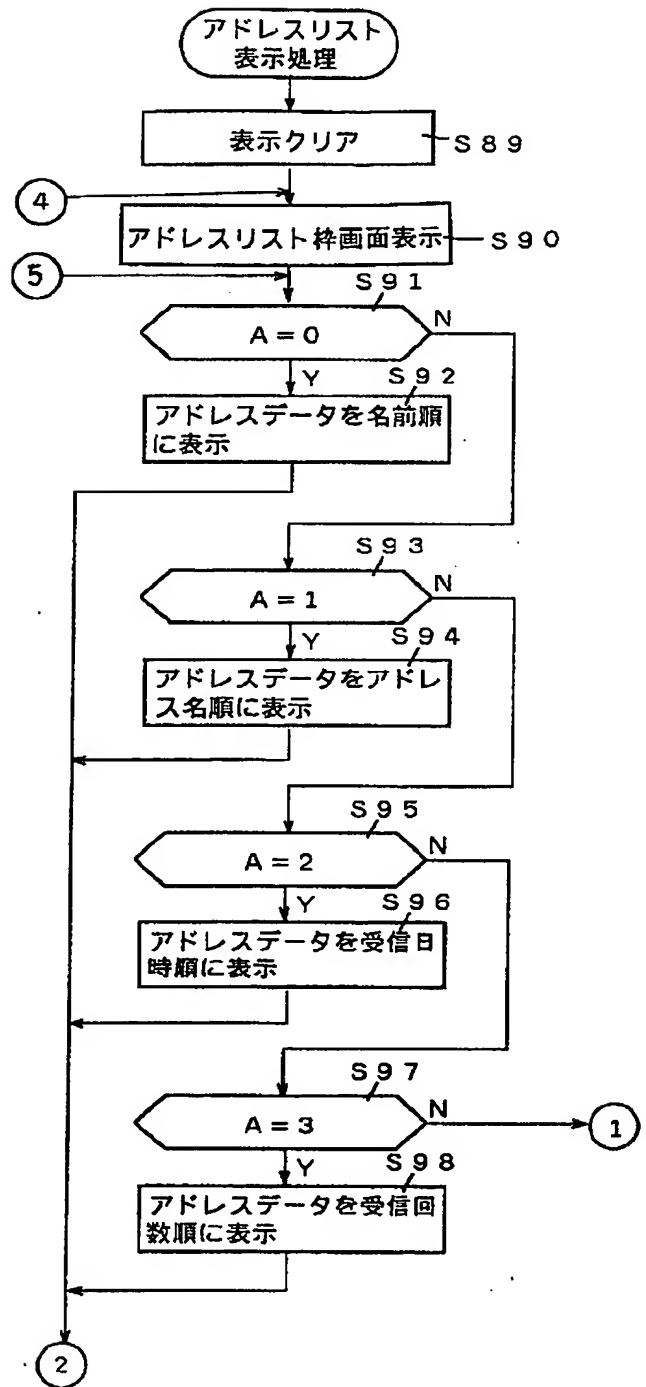 アドレスリスト
表示処理
表示クリア
S89
4
アドレスリスト枠画面表示
S90
5
S91
A=0
N
Y
S92
アドレスデータを名前順
に表示
S93
A=1
N
Y
S94
アドレスデータをアドレ
ス名順に表示
S95
A=2
N
Y
S96
アドレスデータを受信日
時順に表示
S97
A=3
N
1
Y
S98
アドレスデータを受信回
数順に表示
2